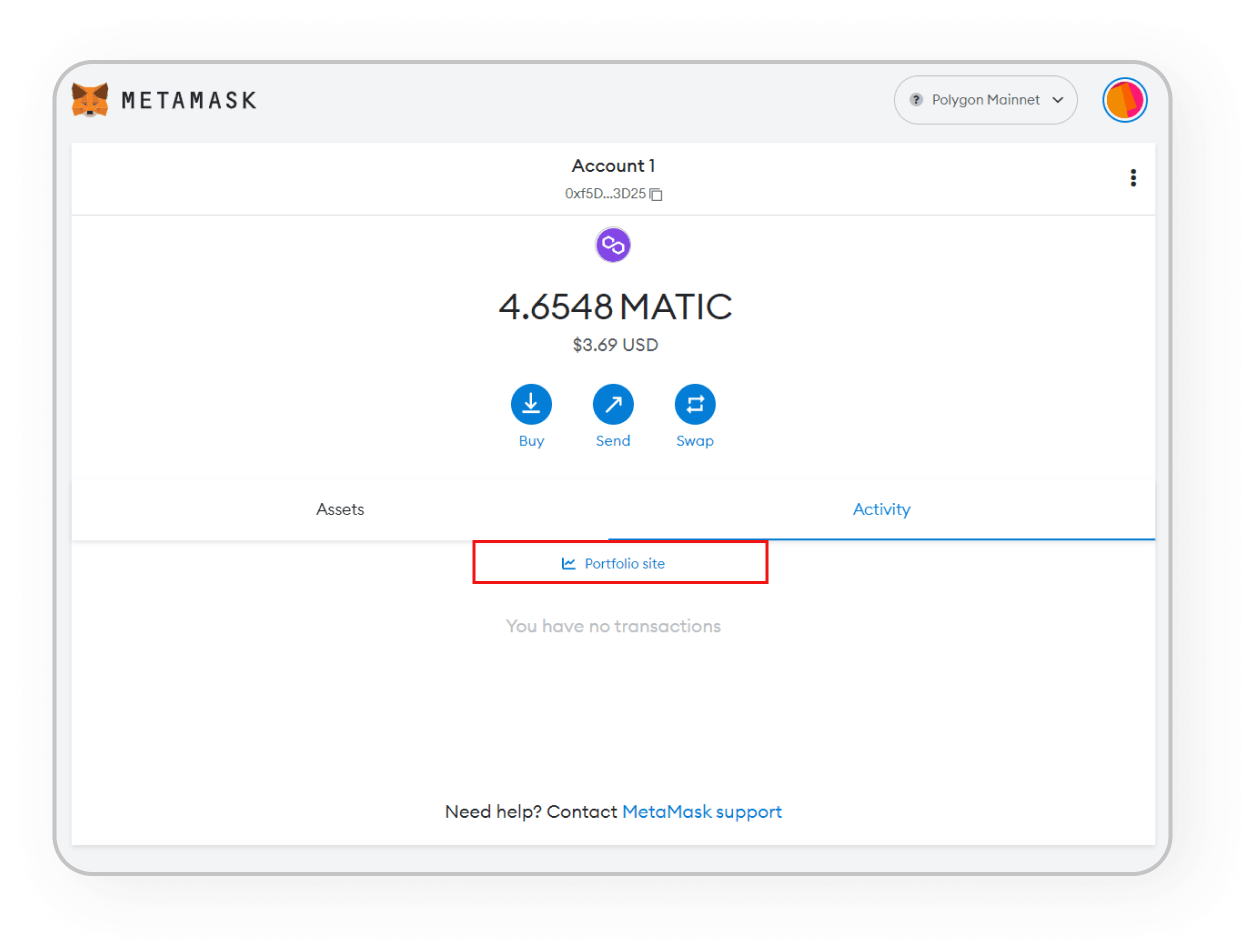 METAMASK
? Polygon Mainnet
Account 1
0xf5D...3D25
4.6548 MATIC
$3.69 USD
Buy Send Swap
Assets Activity
Portfolio site
You have no transactions
Need help? Contact MetaMask support